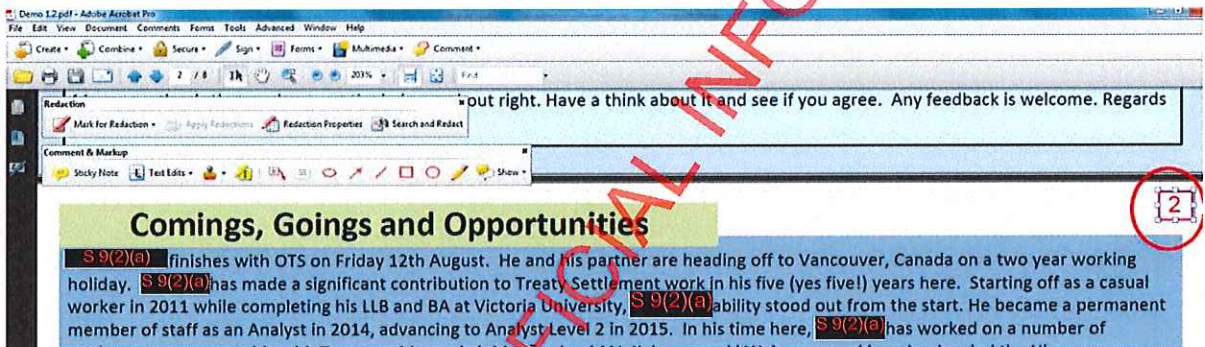 Demo 1.2.pdf - Adobe Acrobat Pro
File Edit View Document Comments Forms Tools Advanced Window Help
Create Combine Secure Sign Forms Multimedia Comment
2 / 8 203% Find
Redaction
out right. Have a think about it and see if you agree. Any feedback is welcome. Regards
Mark for Redaction Apply Redactions Redaction Properties Search and Redact
Comment & Markup
Sticky Note Text Edits Show
2
Comings, Goings and Opportunities
S 9(2)(a) finishes with OTS on Friday 12th August. He and his partner are heading off to Vancouver, Canada on a two year working
holiday. S 9(2)(a) has made a significant contribution to Treaty Settlement work in his five (yes five!) years here. Starting off as a casual
worker in 2011 while completing his LLB and BA at Victoria University, S 9(2)(a) ability stood out from the start. He became a permanent
member of staff as an Analyst in 2014, advancing to Analyst Level 2 in 2015. In his time here, S 9(2)(a) has worked on a number of
FICIAL INFO